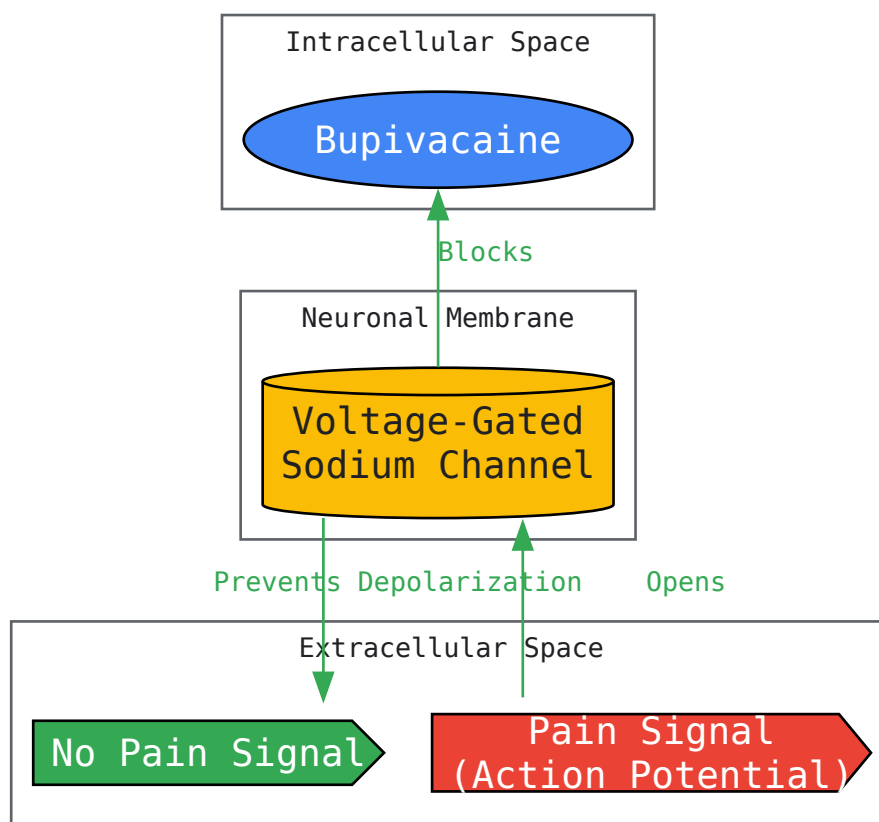 Intracellular Space
Bupivacaine
Blocks
Neuronal Membrane
Voltage-Gated
Sodium Channel
Prevents Depolarization
Opens
Extracellular Space
No Pain Signal
Pain Signal
(Action Potential)